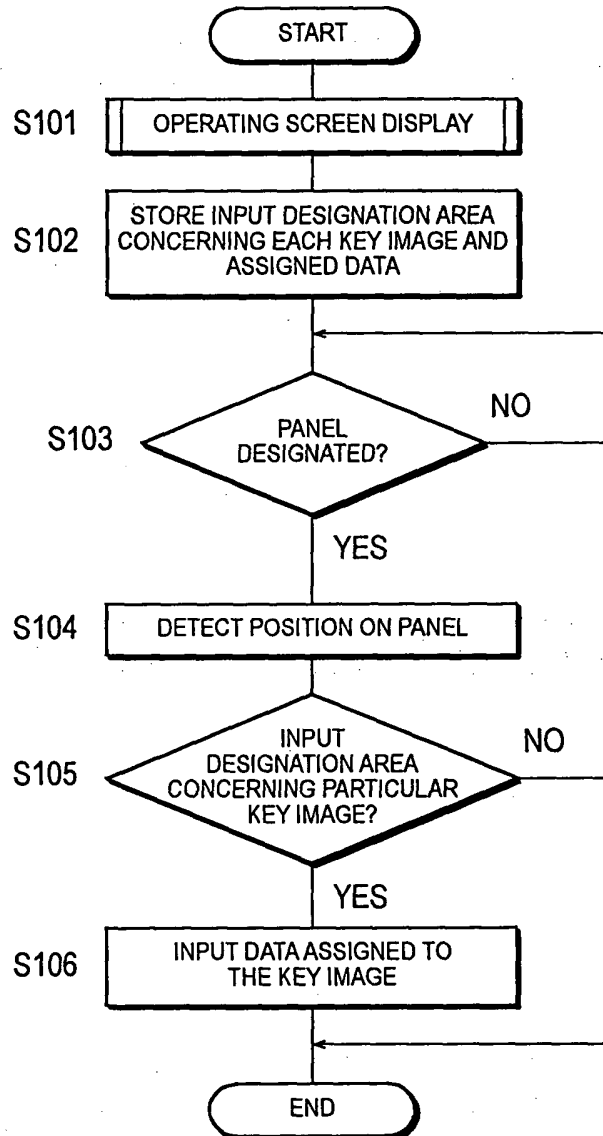 START
S101
OPERATING SCREEN DISPLAY
S102
STORE INPUT DESIGNATION AREA
CONCERNING EACH KEY IMAGE AND
ASSIGNED DATA
S103
PANEL
DESIGNATED?
NO
YES
S104
DETECT POSITION ON PANEL
S105
INPUT
DESIGNATION AREA
CONCERNING PARTICULAR
KEY IMAGE?
NO
YES
S106
INPUT DATA ASSIGNED TO
THE KEY IMAGE
END